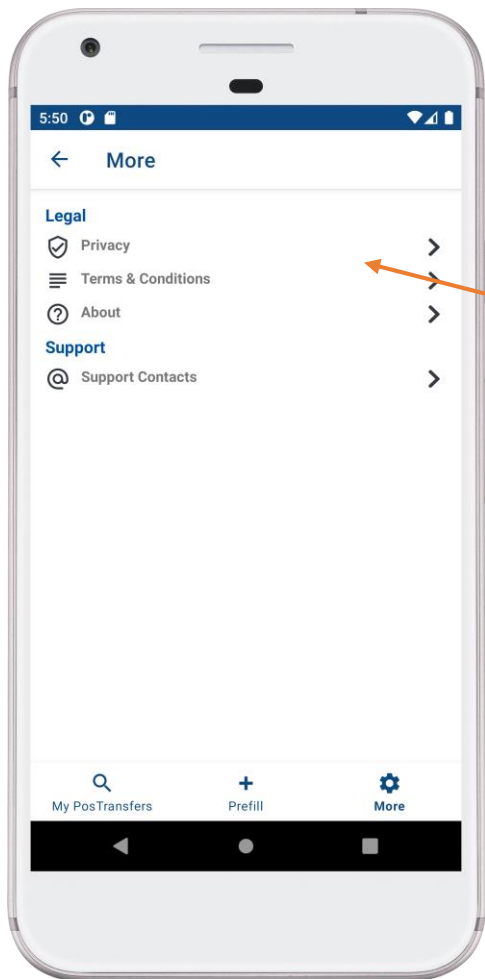 5:50
More
Legal
Privacy
Terms & Conditions
About
Support
Support Contacts
My PosTransfers Prefill More